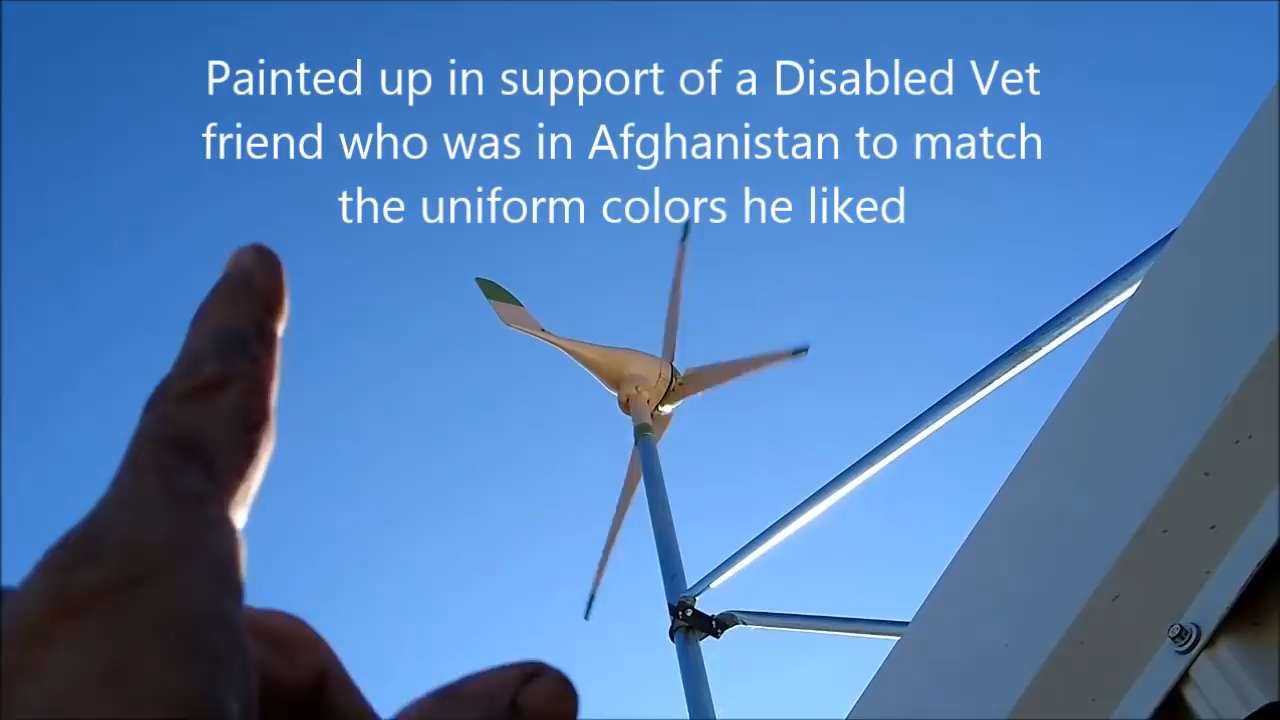 Painted up in support of a Disabled Vet
friend who was in Afghanistan to match
the uniform colors he liked